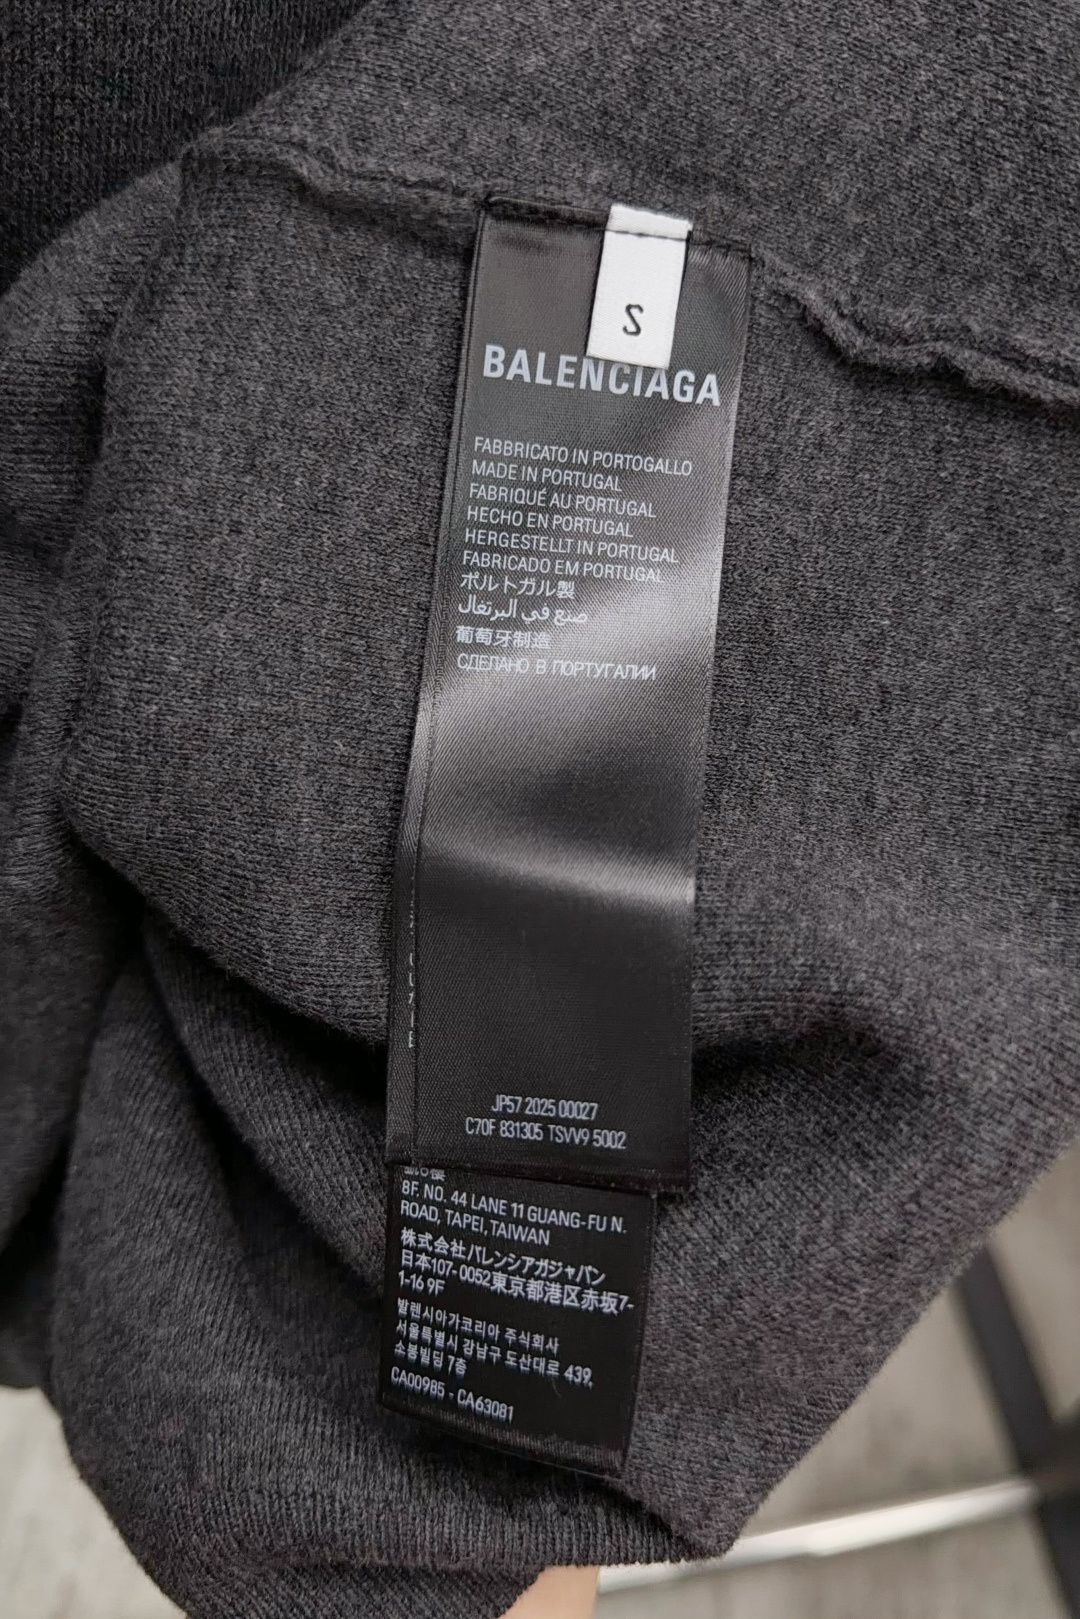 S
BALENCIAGA
FABBRICATO IN PORTOGALLO
MADE IN PORTUGAL
FABRIQUÉ AU PORTUGAL
HECHO EN PORTUGAL
HERGESTELLT IN PORTUGAL
FABRICADO EM PORTUGAL
ポルトガル製
صنع في البرتغال
葡萄牙制造
СДЕЛАНО В ПОРТУГАЛИИ
JP57 2025 00027
C70F 831305 TSVV9 5002
8F. NO. 44 LANE 11 GUANG-FU N.
ROAD, TAPEI, TAIWAN
株式会社バレンシアガジャパン
日本107-0052東京都港区赤坂7-
1-16 9F
발렌시아가코리아 주식회사
서울특별시 강남구 도산대로 439,
소봉빌딩 7층
CA00985 - CA63081